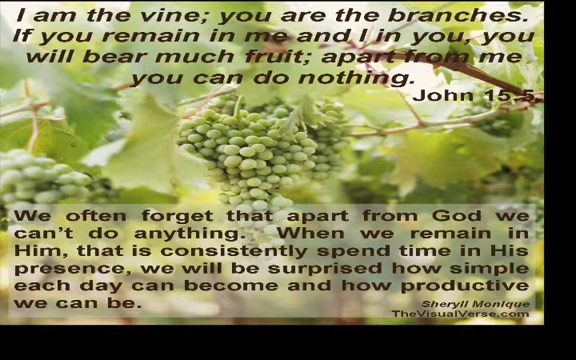 I am the vine; you are the branches.
If you remain in me and I in you, you
will bear much fruit; apart from me
you can do nothing.
John 15:5
We often forget that apart from God we
can't do anything. When we remain in
Him, that is consistently spend time in His
presence, we will be surprised how simple
each day can become and how productive
we can be.
Sheryll Monique
TheVisualVerse.com